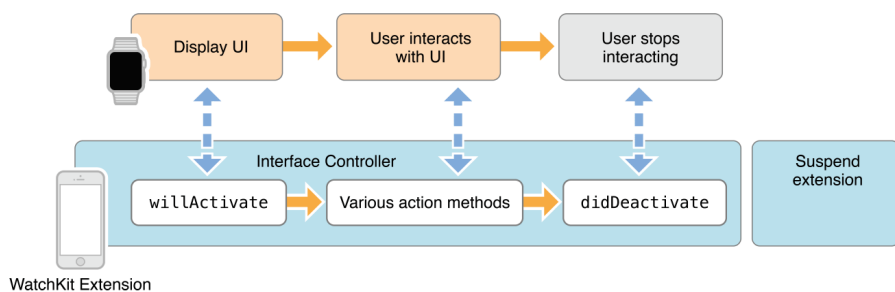 Display UI
User interacts
with UI
User stops
interacting
Interface Controller
Suspend
extension
willActivate
Various action methods
didDeactivate
WatchKit Extension